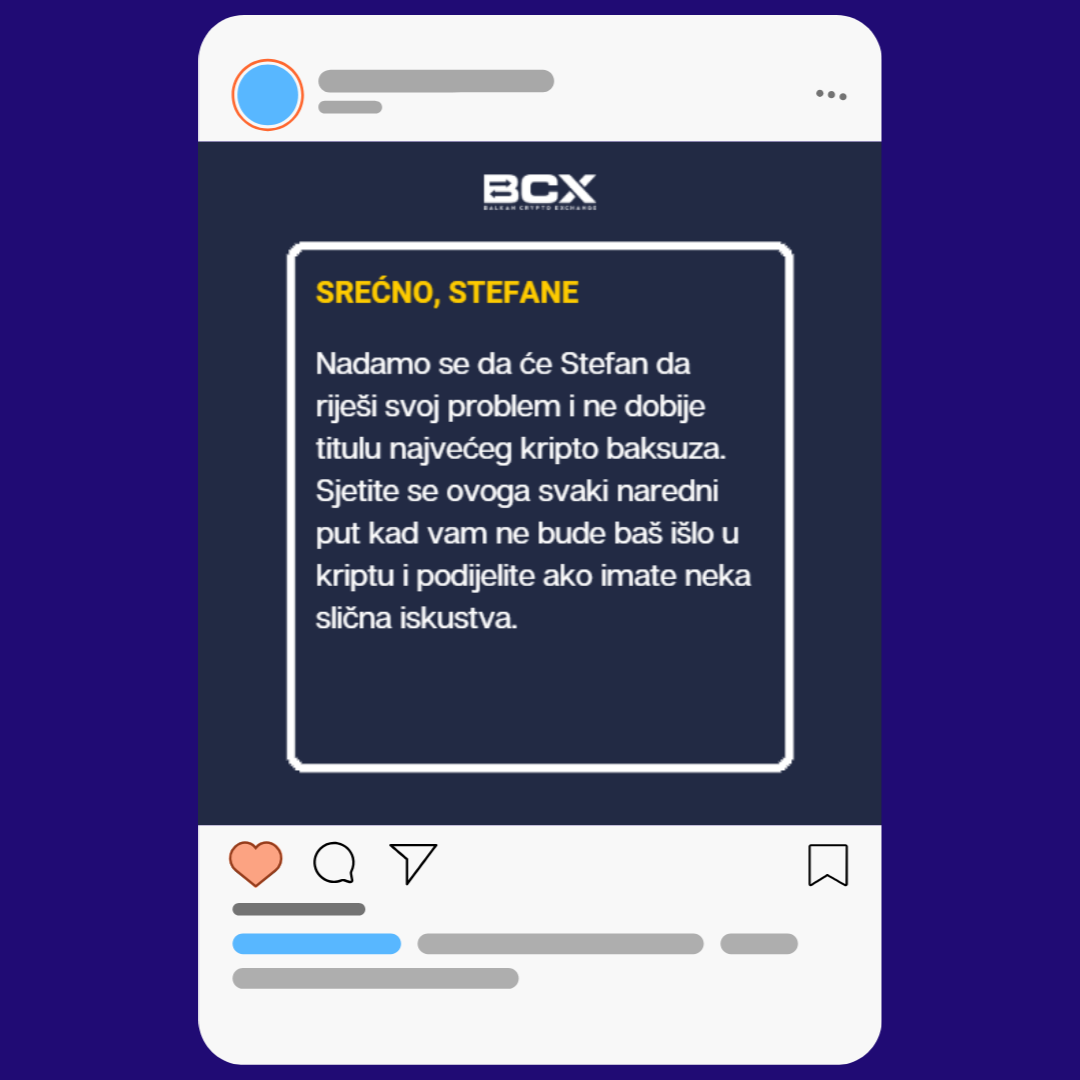 BCX
BALKAN CRYPTO EXCHANGE
SREĆNO, STEFANE
Nadamo se da će Stefan da
riješi svoj problem i ne dobije
titulu najvećeg kripto baksuza.
Sjetite se ovoga svaki naredni
put kad vam ne bude baš išlo u
kriptu i podijelite ako imate neka
slična iskustva.